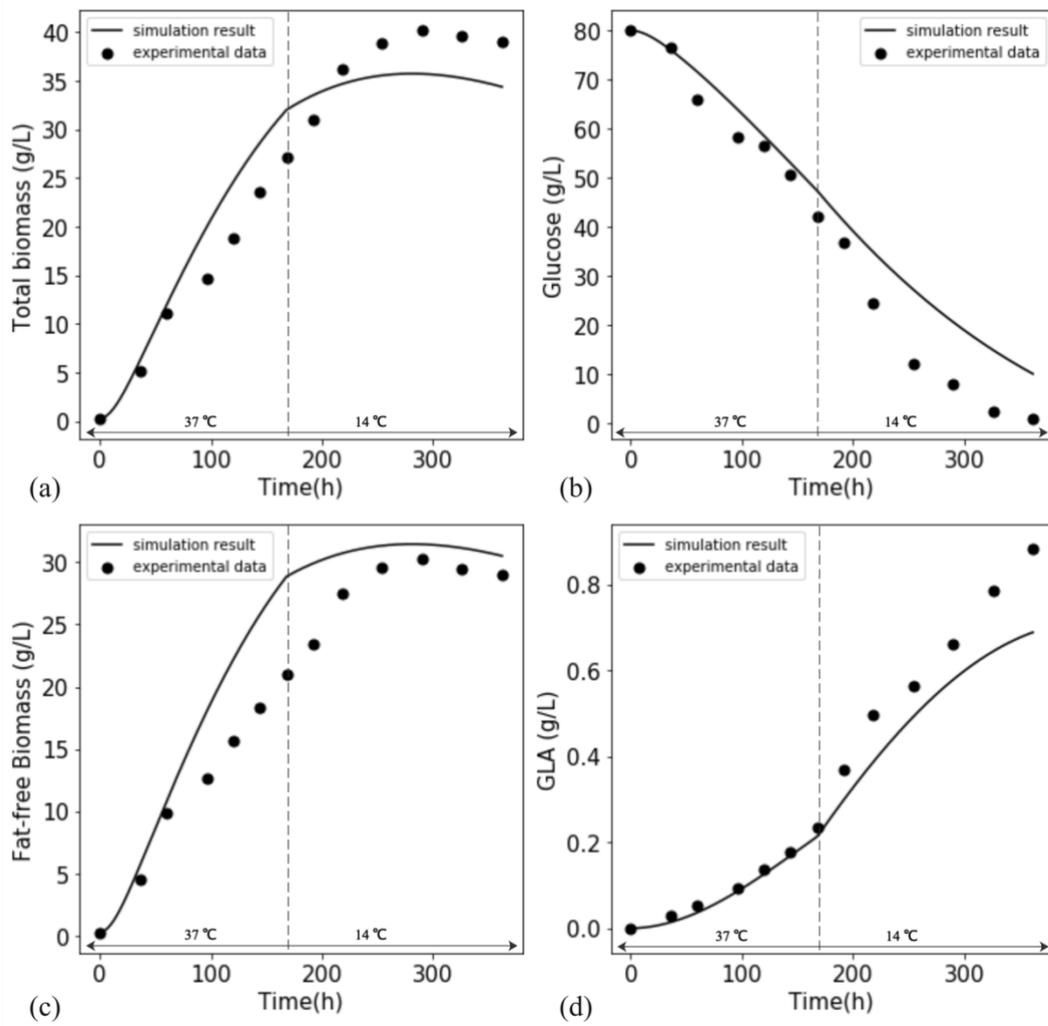 simulation result
experimental data
Total biomass (g/L)
40
35
30
25
20
15
10
5
0
37 ℃
14 ℃
0
100
200
300
Time(h)
(a)
simulation result
experimental data
Glucose (g/L)
80
70
60
50
40
30
20
10
0
37 ℃
14 ℃
0
100
200
300
Time(h)
(b)
simulation result
experimental data
Fat-free Biomass (g/L)
30
25
20
15
10
5
0
37 ℃
14 ℃
0
100
200
300
Time(h)
(c)
simulation result
experimental data
GLA (g/L)
0.8
0.6
0.4
0.2
0.0
37 ℃
14 ℃
0
100
200
300
Time(h)
(d)